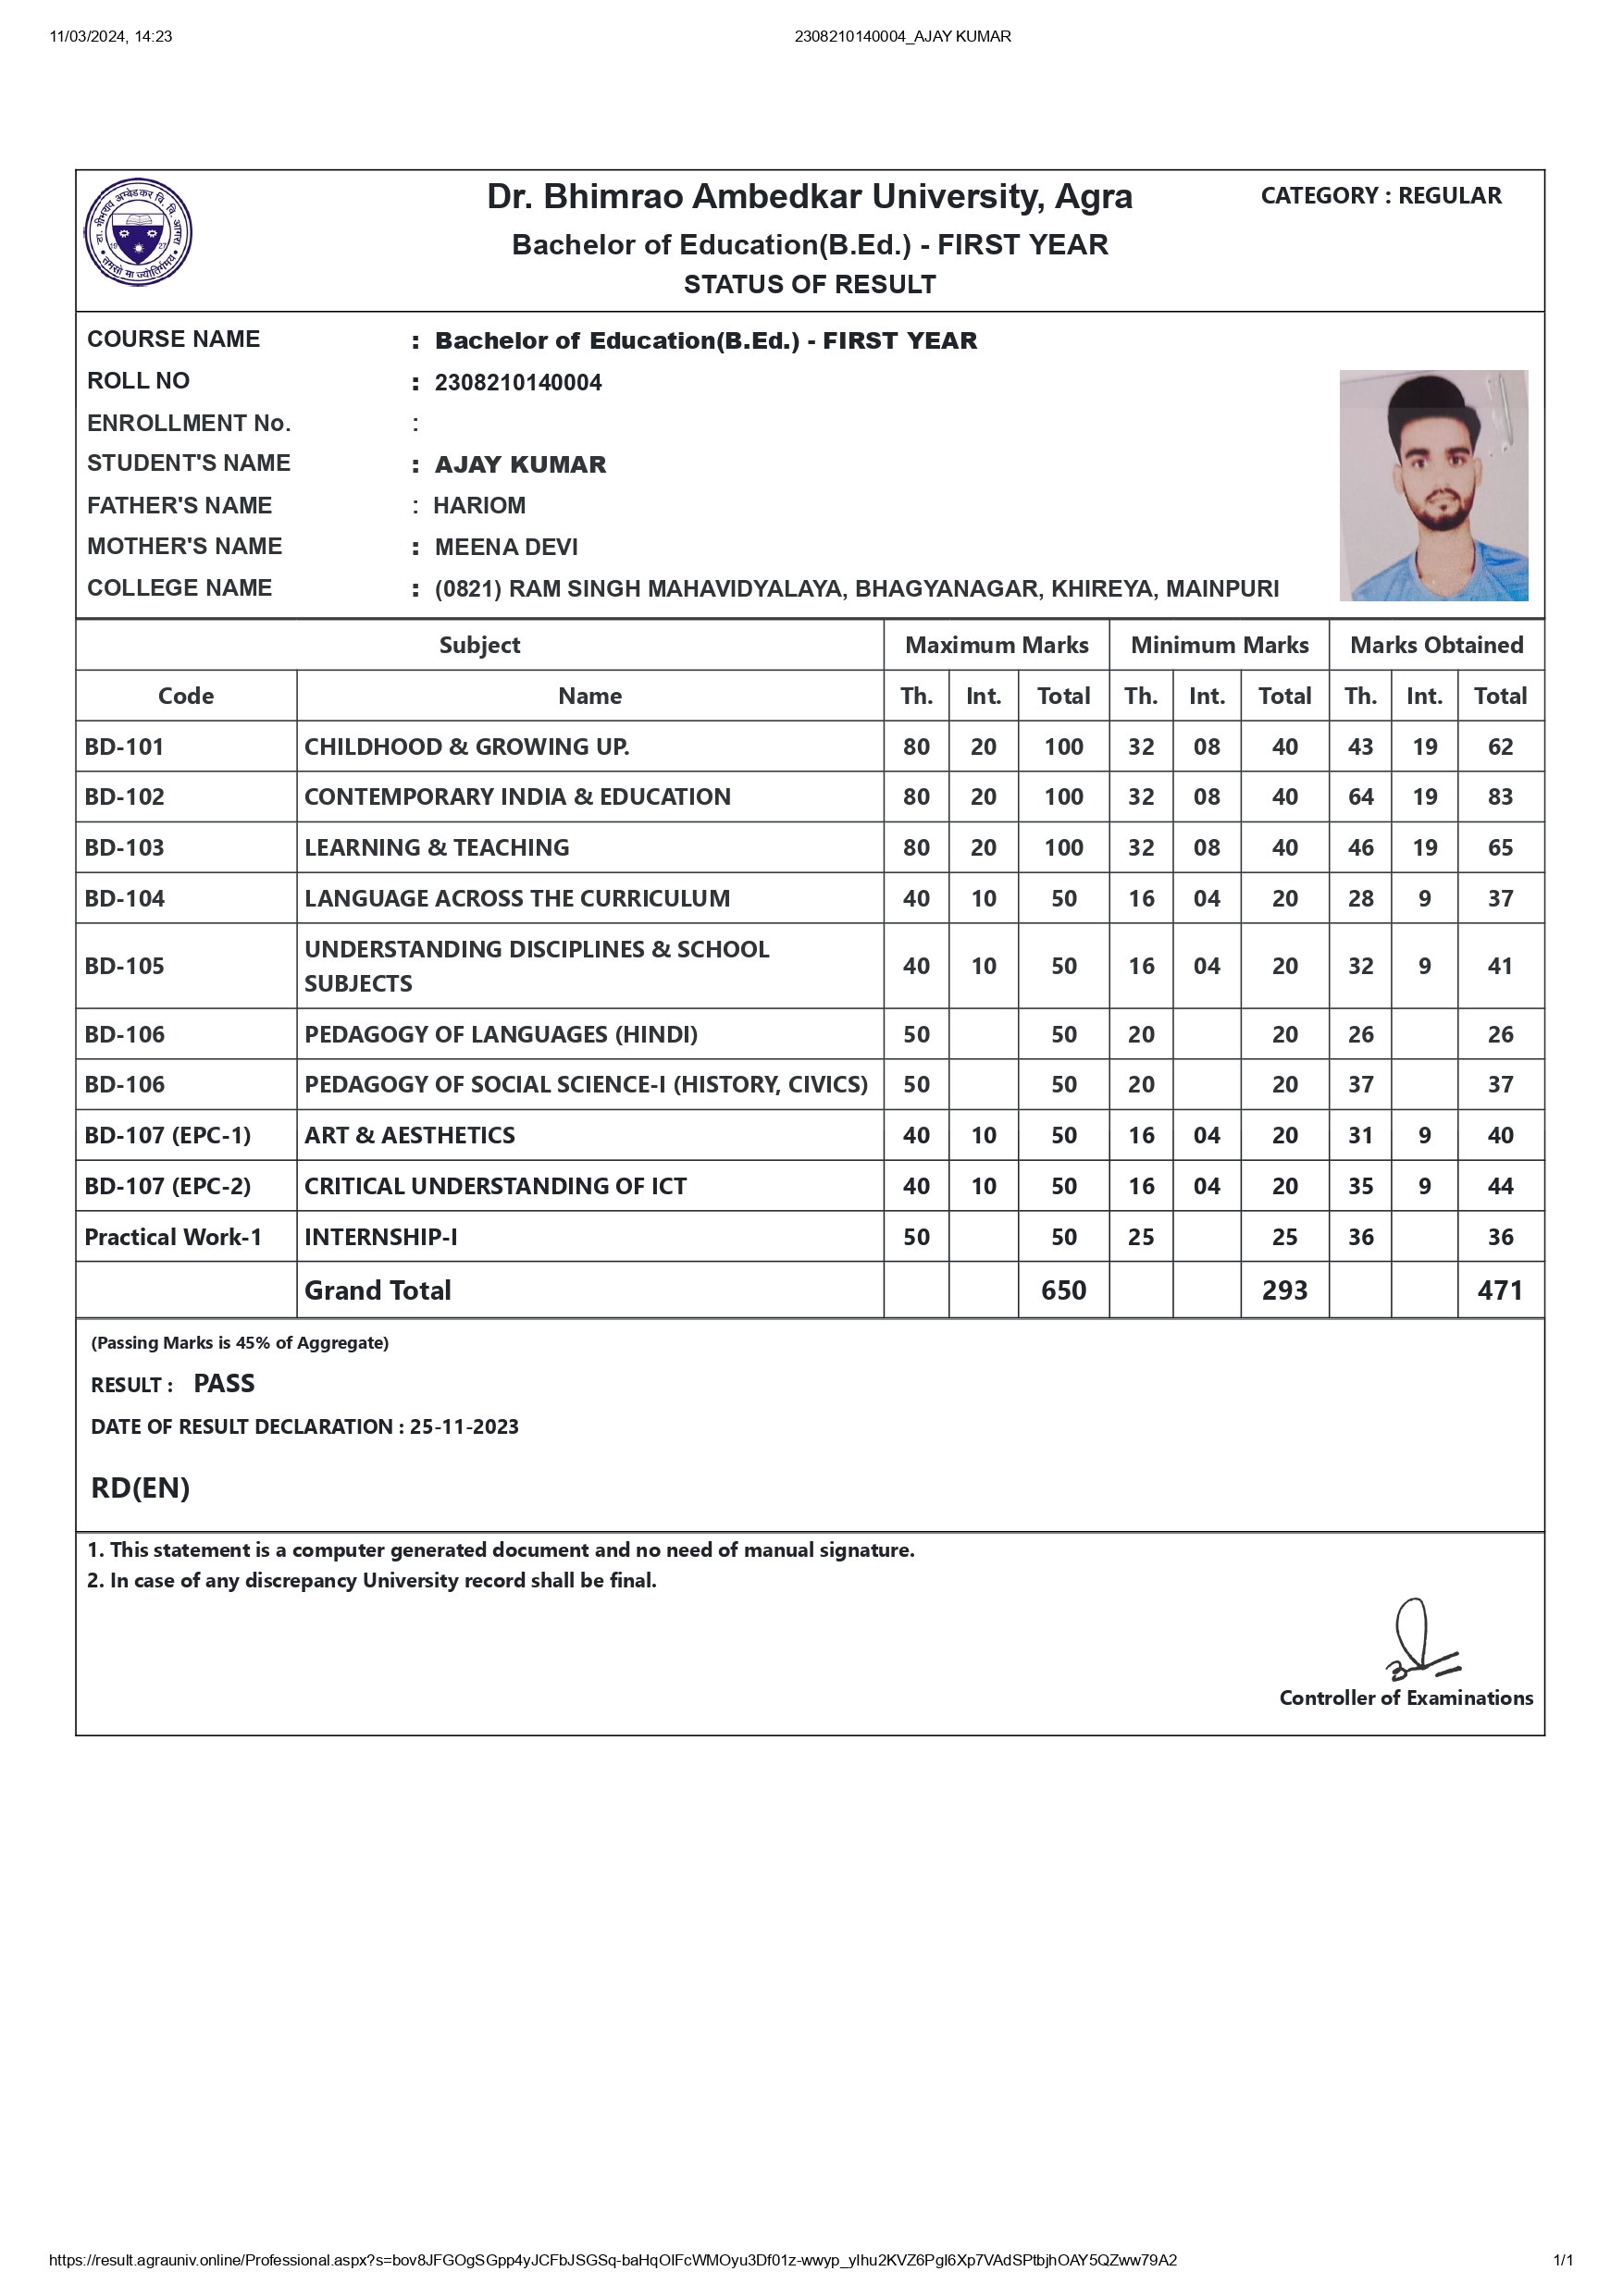 11/03/2024, 14:23 2308210140004_AJAY KUMAR
डा. भीमराव अम्बेडकर वि. वि. आगरा
19 27
तमसो मा ज्योतिर्गमय
Dr. Bhimrao Ambedkar University, Agra CATEGORY : REGULAR
Bachelor of Education(B.Ed.) - FIRST YEAR
STATUS OF RESULT
COURSE NAME : Bachelor of Education(B.Ed.) - FIRST YEAR
ROLL NO : 2308210140004
ENROLLMENT No. :
STUDENT'S NAME : AJAY KUMAR
FATHER'S NAME : HARIOM
MOTHER'S NAME : MEENA DEVI
COLLEGE NAME : (0821) RAM SINGH MAHAVIDYALAYA, BHAGYANAGAR, KHIREYA, MAINPURI
Subject Maximum Marks Minimum Marks Marks Obtained
Code Name Th. Int. Total Th. Int. Total Th. Int. Total
BD-101 CHILDHOOD & GROWING UP. 80 20 100 32 08 40 43 19 62
BD-102 CONTEMPORARY INDIA & EDUCATION 80 20 100 32 08 40 64 19 83
BD-103 LEARNING & TEACHING 80 20 100 32 08 40 46 19 65
BD-104 LANGUAGE ACROSS THE CURRICULUM 40 10 50 16 04 20 28 9 37
BD-105 UNDERSTANDING DISCIPLINES & SCHOOL
SUBJECTS 40 10 50 16 04 20 32 9 41
BD-106 PEDAGOGY OF LANGUAGES (HINDI) 50 50 20 20 26 26
BD-106 PEDAGOGY OF SOCIAL SCIENCE-I (HISTORY, CIVICS) 50 50 20 20 37 37
BD-107 (EPC-1) ART & AESTHETICS 40 10 50 16 04 20 31 9 40
BD-107 (EPC-2) CRITICAL UNDERSTANDING OF ICT 40 10 50 16 04 20 35 9 44
Practical Work-1 INTERNSHIP-I 50 50 25 25 36 36
Grand Total 650 293 471
(Passing Marks is 45% of Aggregate)
RESULT : PASS
DATE OF RESULT DECLARATION : 25-11-2023
RD(EN)
1. This statement is a computer generated document and no need of manual signature.
2. In case of any discrepancy University record shall be final.
Controller of Examinations
https://result.agrauniv.online/Professional.aspx?s=bov8JFGOgSGpp4yJCFbJSGSq-baHqOIFcWMOyu3Df01z-wwyp_yIhu2KVZ6PgI6Xp7VAdSPtbjhOAY5QZww79A2 1/1